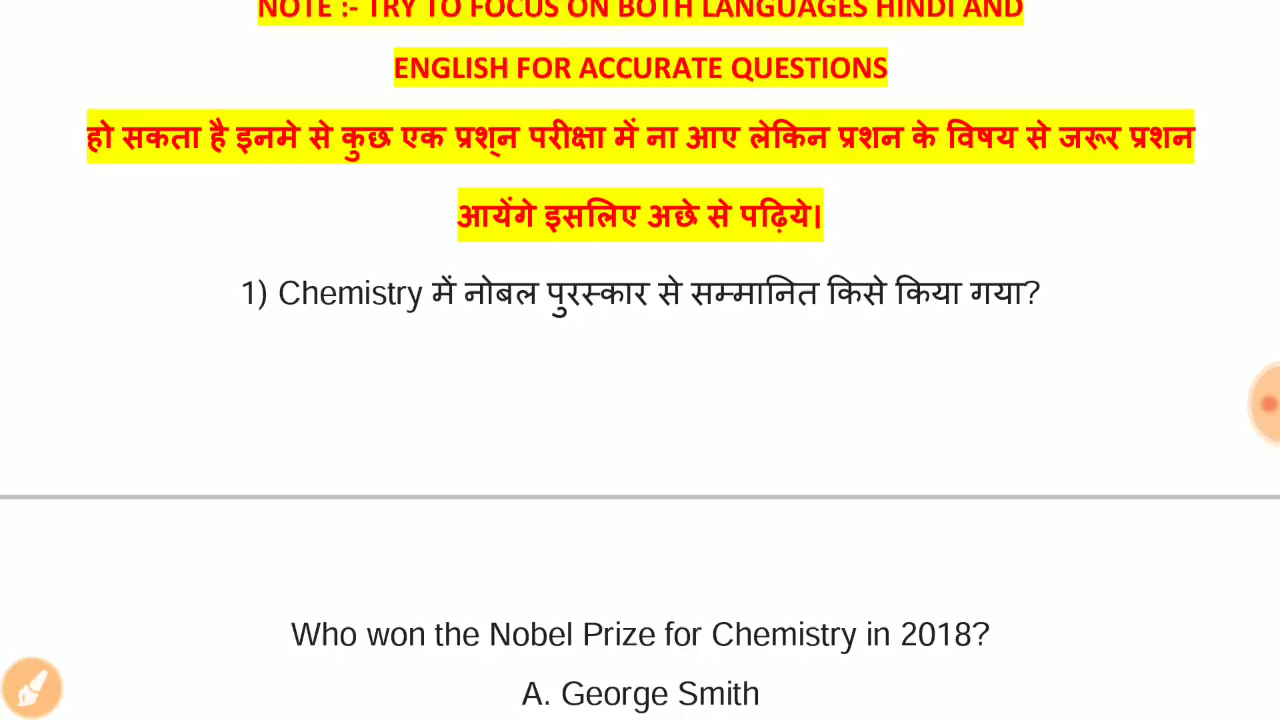 NOTE :- TRY TO FOCUS ON BOTH LANGUAGES HINDI AND
ENGLISH FOR ACCURATE QUESTIONS
हो सकता है इनमे से कुछ एक प्रश्‍न परीक्षा में ना आए लेकिन प्रशन के विषय से जरूर प्रशन
आयेंगे इसलिए अछे से पढ़िये।
1) Chemistry में नोबल पुरस्कार से सम्मानित किसे किया गया?
Who won the Nobel Prize for Chemistry in 2018?
A. George Smith